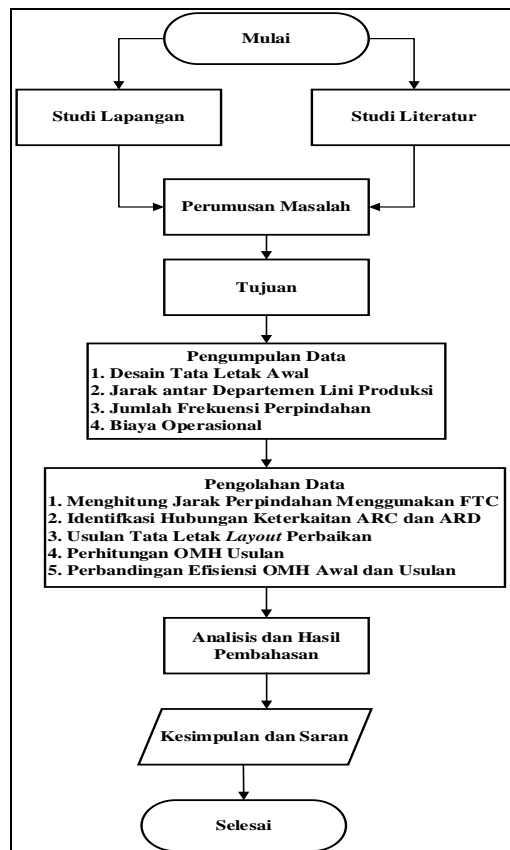 Mulai
Studi Lapangan
Studi Literatur
Perumusan Masalah
Tujuan
Pengumpulan Data
1. Desain Tata Letak Awal
2. Jarak antar Departemen Lini Produksi
3. Jumlah Frekuensi Perpindahan
4. Biaya Operasional
Pengolahan Data
1. Menghitung Jarak Perpindahan Menggunakan FTC
2. Identifkasi Hubungan Keterkaitan ARC dan ARD
3. Usulan Tata Letak Layout Perbaikan
4. Perhitungan OMH Usulan
5. Perbandingan Efisiensi OMH Awal dan Usulan
Analisis dan Hasil
Pembahasan
Kesimpulan dan Saran
Selesai